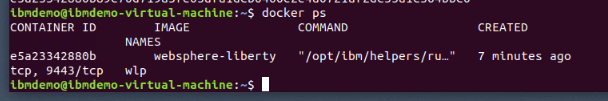 ibmdemo@ibmdemo-virtual-machine:~$ docker ps
CONTAINER ID IMAGE COMMAND CREATED
NAMES
e5a23342880b websphere-liberty "/opt/ibm/helpers/ru…" 7 minutes ago
tcp, 9443/tcp wlp
ibmdemo@ibmdemo-virtual-machine:~$